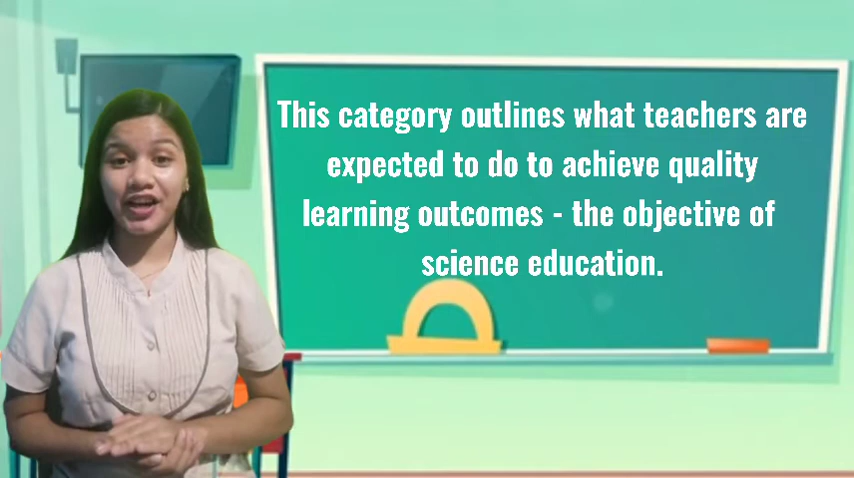 This category outlines what teachers are
expected to do to achieve quality
learning outcomes - the objective of
science education.